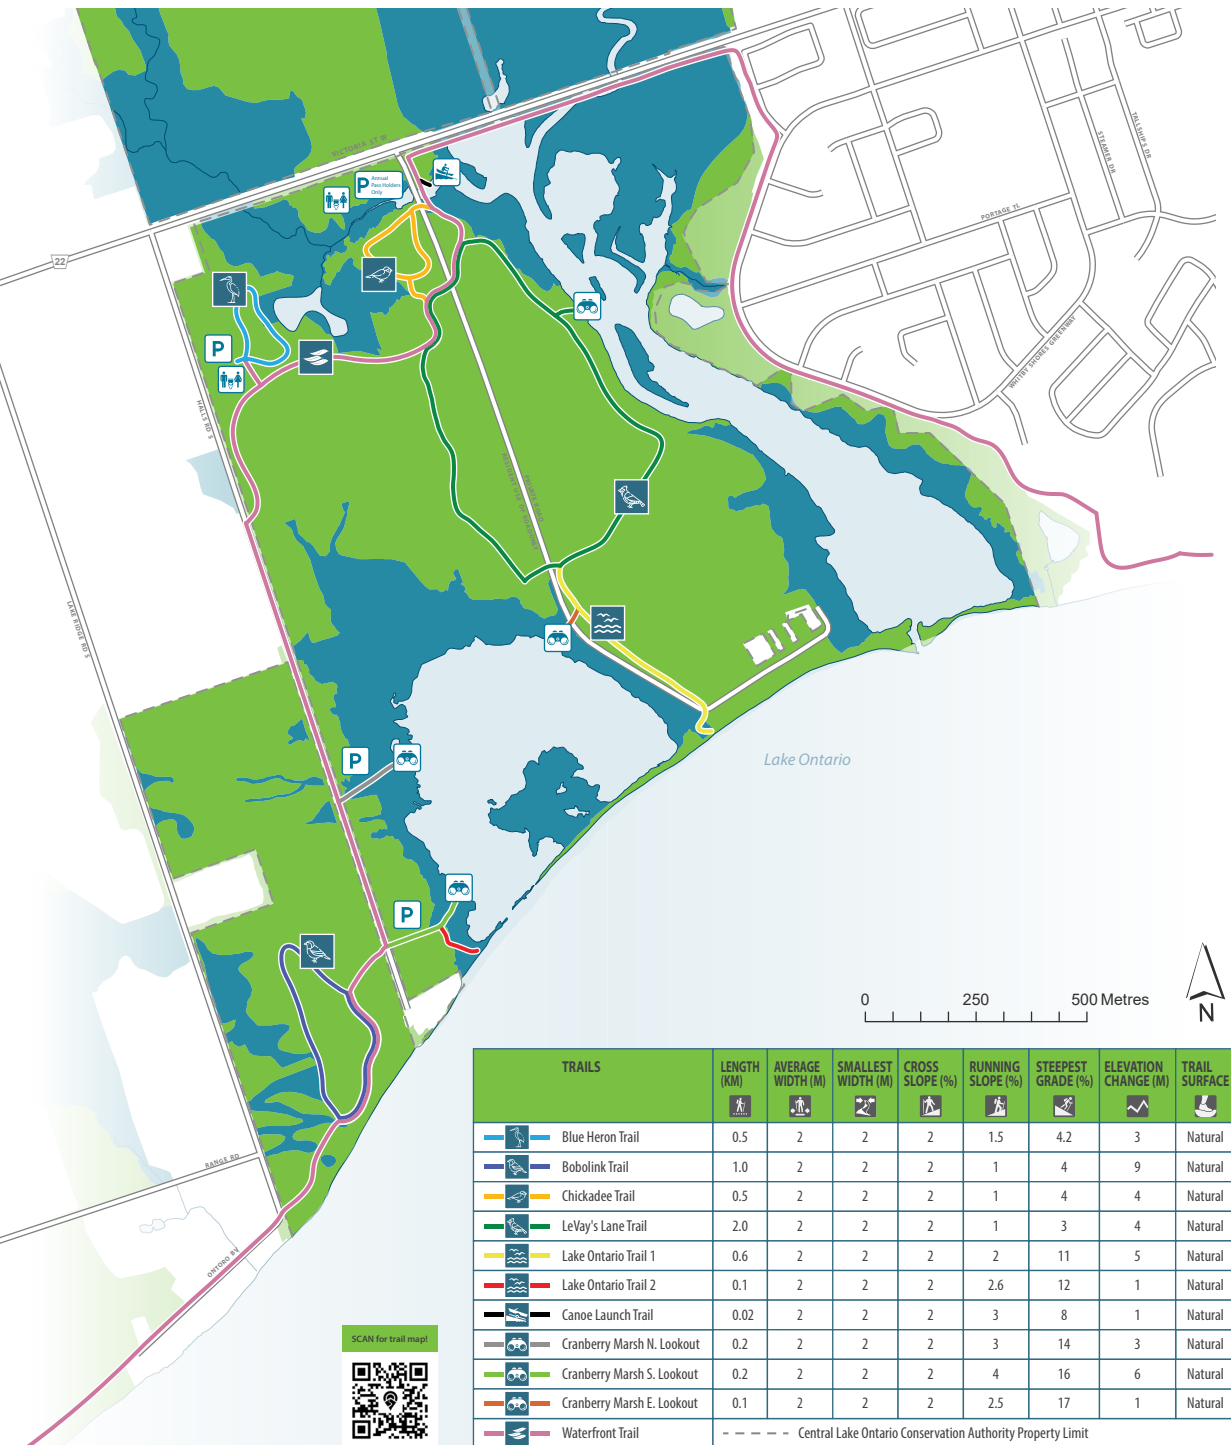 VICTORIA ST W
22
P Annual
Pass Holders
Only
TALLSHIPS DR
STEAMER DR
PORTAGE TL
WHITBY SHORES GREENWAY
P
HALLS RD S
LAKE RIDGE RD S
Lake Ontario
P
P
RANGE RD
ONTORO BV
0 250 500 Metres
N
TRAILS LENGTH (KM) AVERAGE WIDTH (M) SMALLEST WIDTH (M) CROSS SLOPE (%) RUNNING SLOPE (%) STEEPEST GRADE (%) ELEVATION CHANGE (M) TRAIL SURFACE
Blue Heron Trail 0.5 2 2 2 1.5 4.2 3 Natural
Bobolink Trail 1.0 2 2 2 1 4 9 Natural
Chickadee Trail 0.5 2 2 2 1 4 4 Natural
LeVay's Lane Trail 2.0 2 2 2 1 3 4 Natural
Lake Ontario Trail 1 0.6 2 2 2 2 11 5 Natural
Lake Ontario Trail 2 0.1 2 2 2 2.6 12 1 Natural
Canoe Launch Trail 0.02 2 2 2 3 8 1 Natural
Cranberry Marsh N. Lookout 0.2 2 2 2 3 14 3 Natural
Cranberry Marsh S. Lookout 0.2 2 2 2 4 16 6 Natural
Cranberry Marsh E. Lookout 0.1 2 2 2 2.5 17 1 Natural
Waterfront Trail Central Lake Ontario Conservation Authority Property Limit
SCAN for trail map!